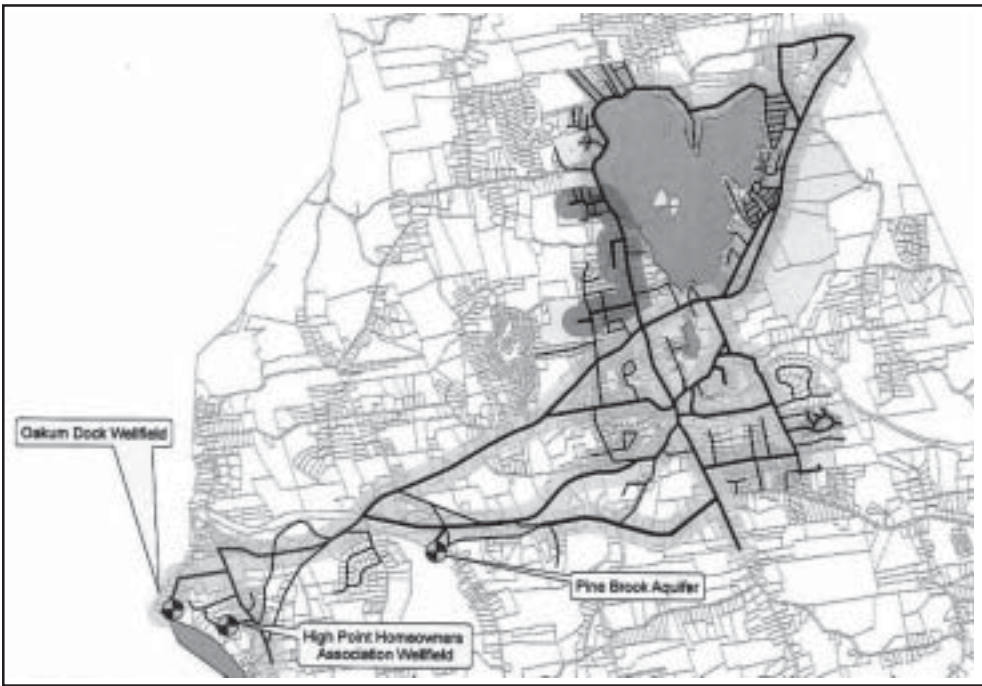 Oakum Dock Wellfield
Pine Brook Aquifer
High Point Homeowners
Association Wellfield